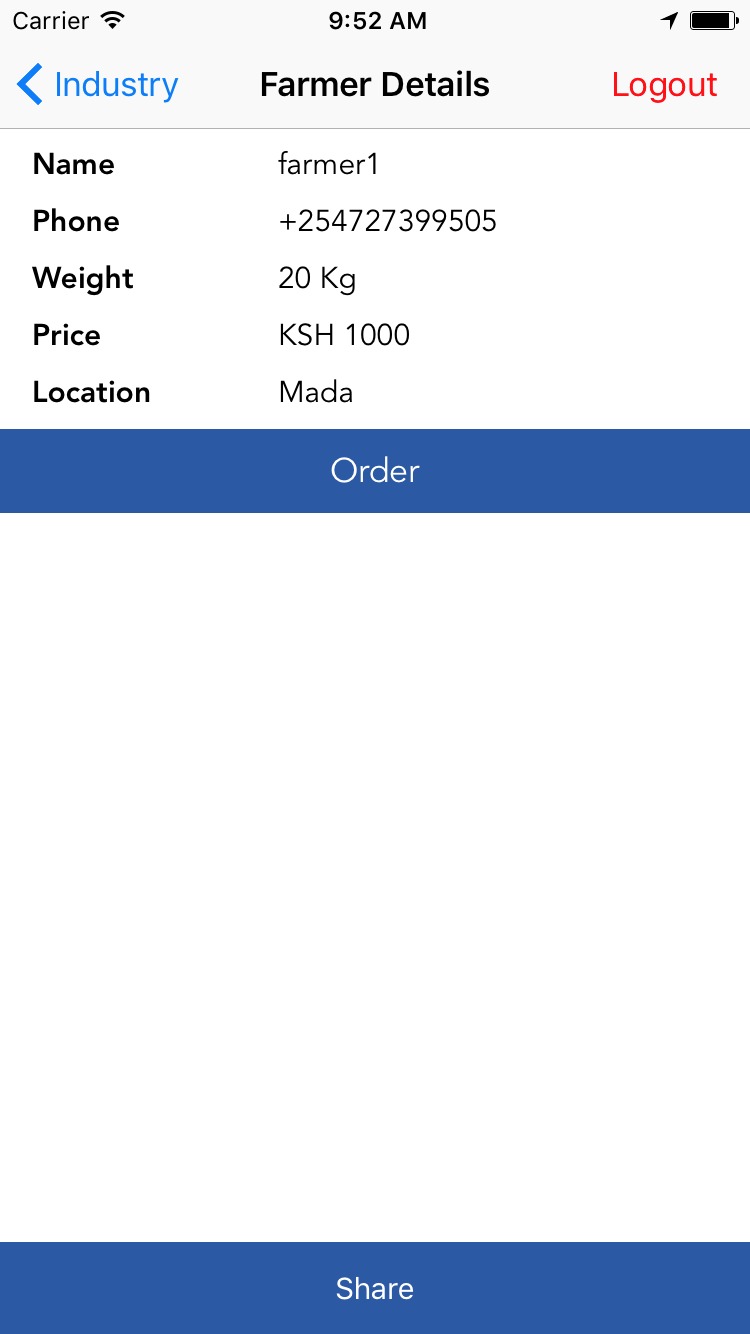 Carrier 9:52 AM
Industry Farmer Details Logout
Name farmer1
Phone +254727399505
Weight 20 Kg
Price KSH 1000
Location Mada
Order
Share